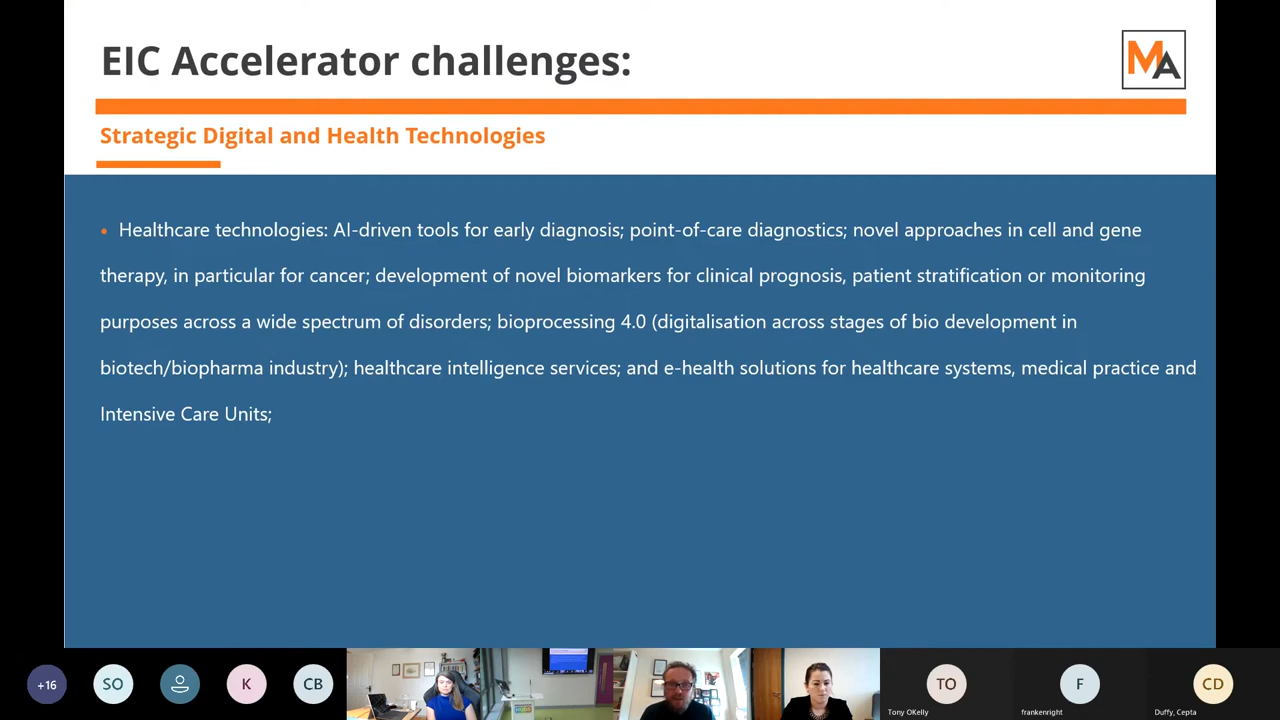 EIC Accelerator challenges:
MA
Strategic Digital and Health Technologies
• Healthcare technologies: AI-driven tools for early diagnosis; point-of-care diagnostics; novel approaches in cell and gene
therapy, in particular for cancer; development of novel biomarkers for clinical prognosis, patient stratification or monitoring
purposes across a wide spectrum of disorders; bioprocessing 4.0 (digitalisation across stages of bio development in
biotech/biopharma industry); healthcare intelligence services; and e-health solutions for healthcare systems, medical practice and
Intensive Care Units;
+16
SO
K
CB
TO
F
CD
Tony OKelly
frankenright
Duffy, Cepta